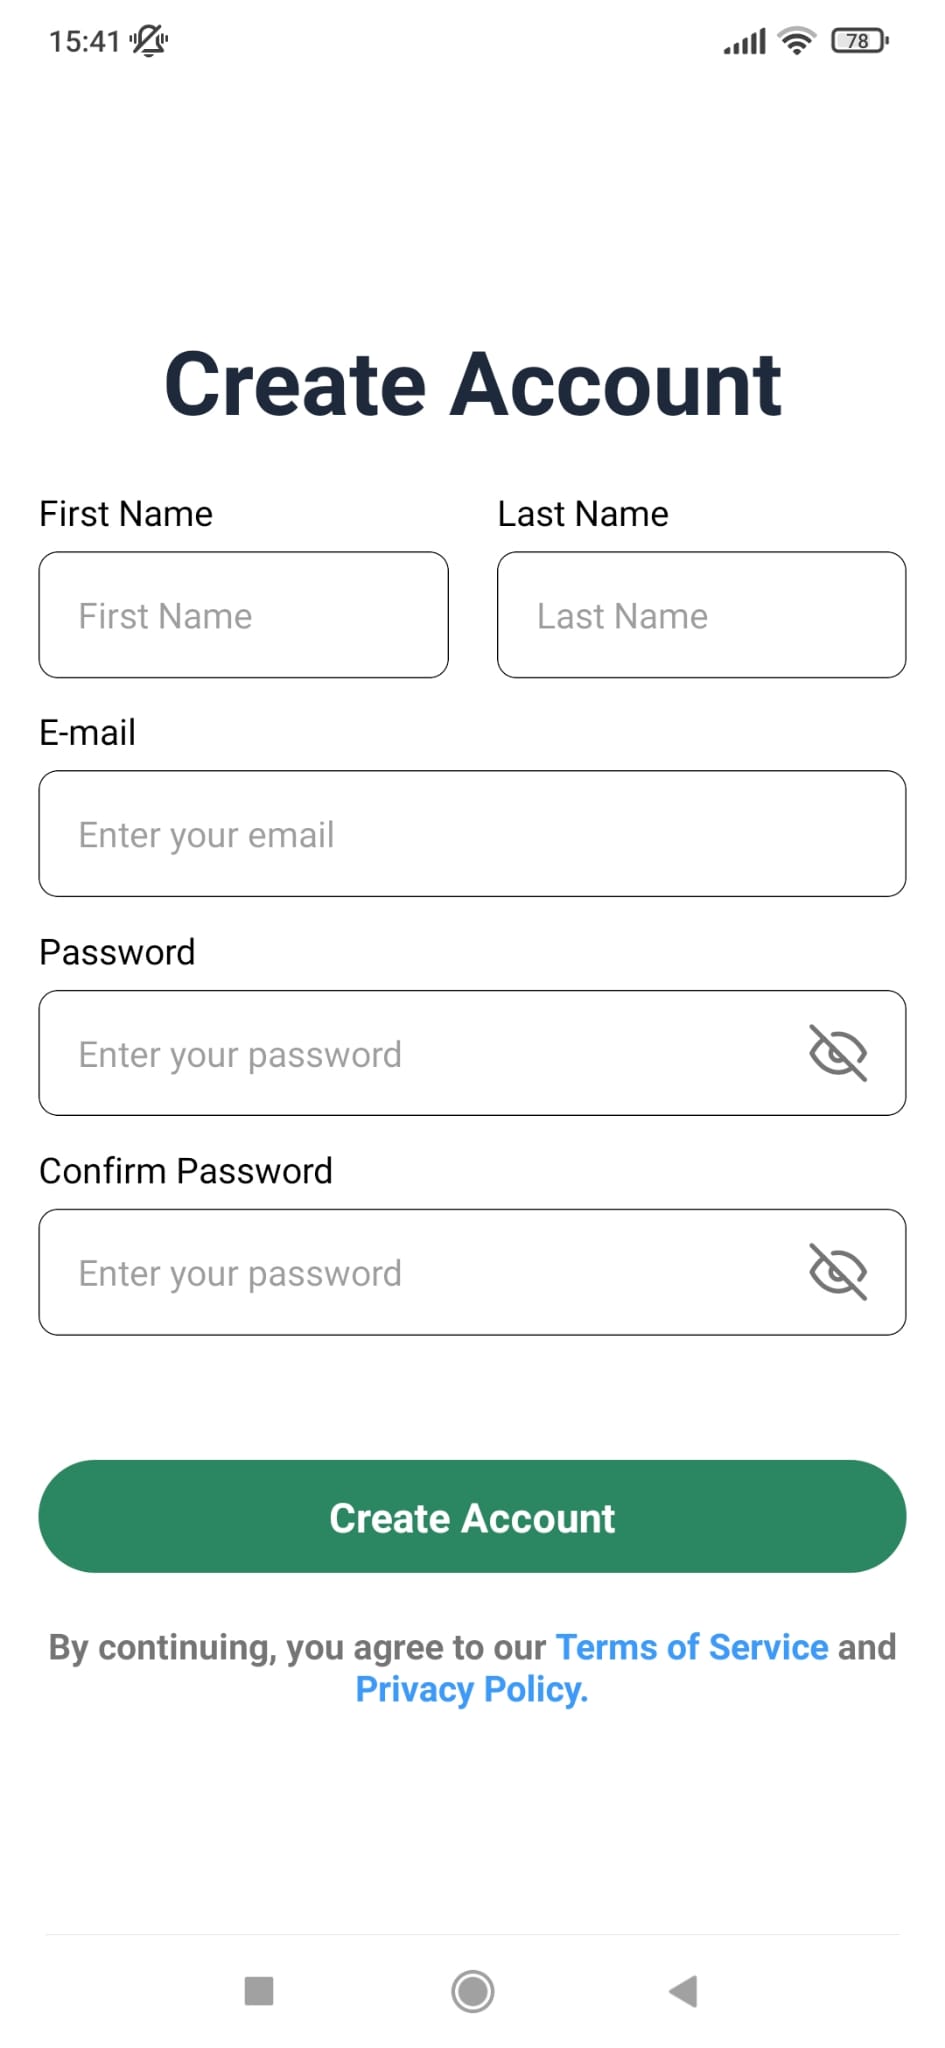 15:41 78
Create Account
First Name Last Name
First Name Last Name
E-mail
Enter your email
Password
Enter your password
Confirm Password
Enter your password
Create Account
By continuing, you agree to our Terms of Service and
Privacy Policy.